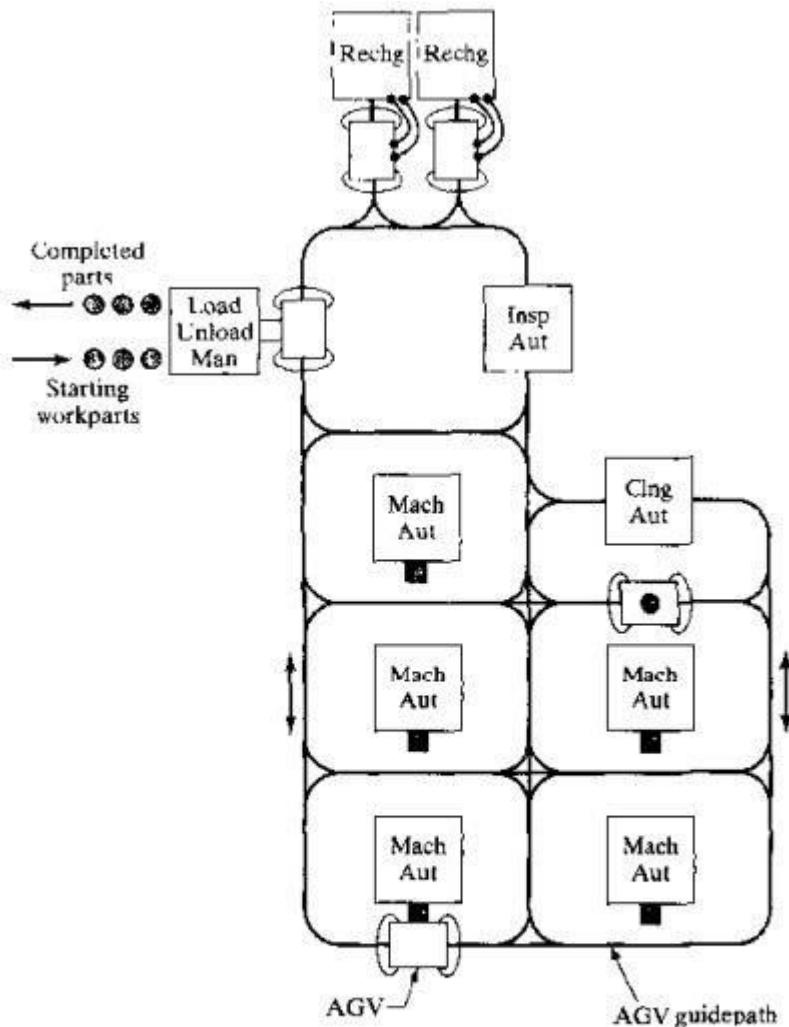 Rechg
Rechg
Completed
parts
Load
Unload
Man
Starting
workparts
Insp
Aut
Mach
Aut
Clng
Aut
Mach
Aut
Mach
Aut
Mach
Aut
Mach
Aut
AGV
AGV guidepath